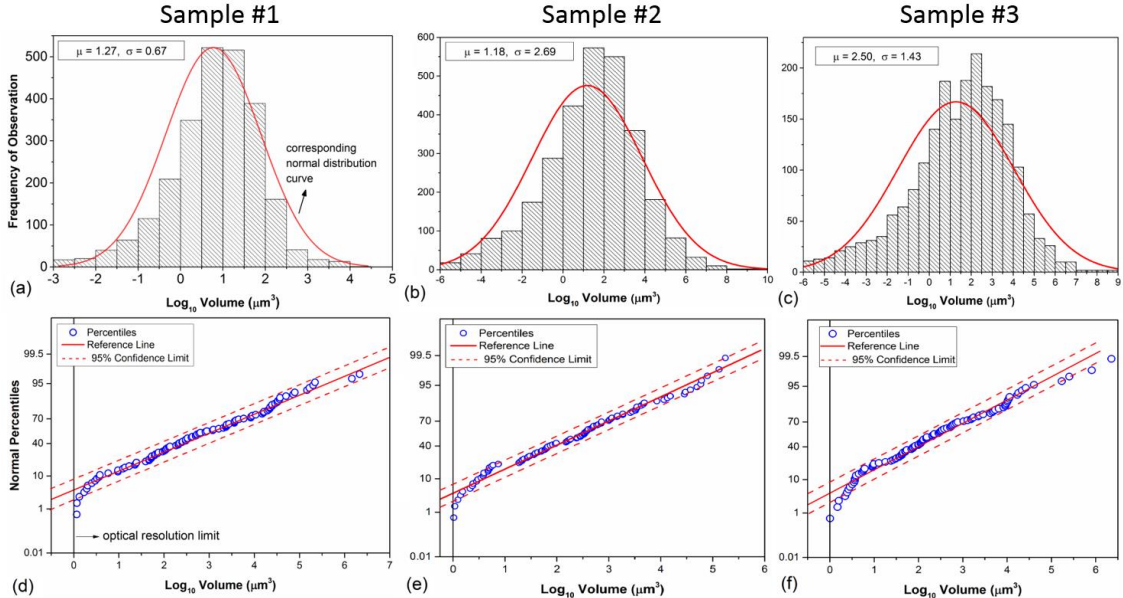 Sample #1
Sample #2
Sample #3
μ = 1.27, σ = 0.67
μ = 1.18, σ = 2.69
μ = 2.50, σ = 1.43
500
400
300
200
100
0
Frequency of Observation
corresponding
normal distribution
curve
-3 -2 -1 0 1 2 3 4 5
(a)
Log₁₀ Volume (μm³)
600
500
400
300
200
100
0
-6 -4 -2 0 2 4 6 8 10
(b)
Log₁₀ Volume (μm³)
200
150
100
50
0
-6 -5 -4 -3 -2 -1 0 1 2 3 4 5 6 7 8 9
(c)
Log₁₀ Volume (μm³)
Percentiles
Reference Line
95% Confidence Limit
99.5
95
70
40
10
1
0.01
Normal Percentiles
optical resolution limit
0 1 2 3 4 5 6 7
(d)
Log₁₀ Volume (μm³)
Percentiles
Reference Line
95% Confidence Limit
99.5
95
70
40
10
1
0.01
0 1 2 3 4 5 6
(e)
Log₁₀ Volume (μm³)
Percentiles
Reference Line
95% Confidence Limit
99.5
95
70
40
10
1
0.01
0 1 2 3 4 5 6
(f)
Log₁₀ Volume (μm³)